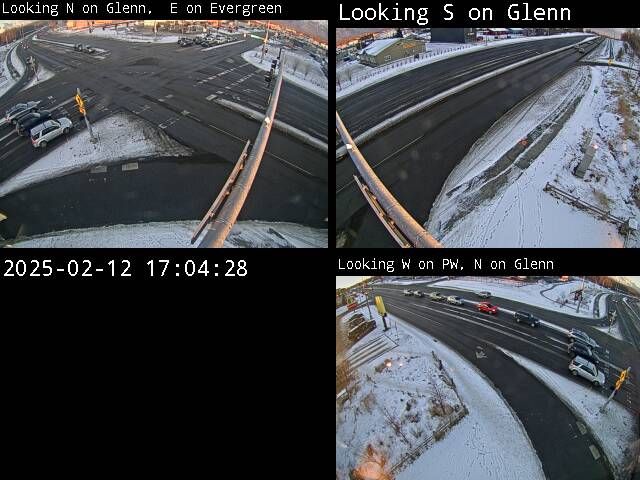 Looking N on Glenn,  E on Evergreen
Looking S on Glenn
2025-02-12 17:04:28
Looking W on PW, N on Glenn